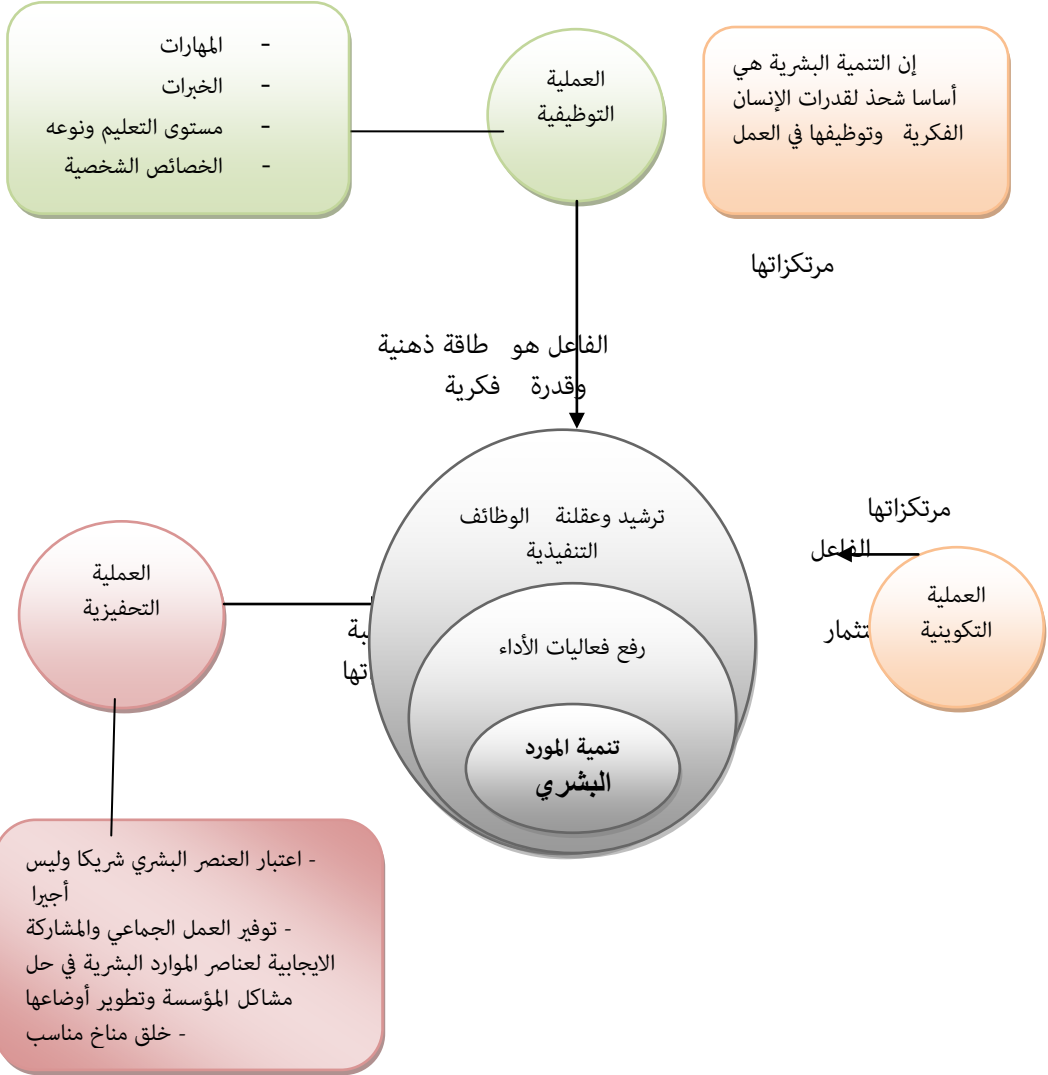 إن التنمية البشرية هي
أساسا شحذ لقدرات الإنسان
الفكرية وتوظيفها في العمل
العملية
التوظيفية
- المهارات
- الخبرات
- مستوى التعليم ونوعه
- الخصائص الشخصية
مرتكزاتها
الفاعل هو طاقة ذهنية
وقدرة فكرية
مرتكزاتها
الفاعل
العملية
التكوينية
ترشيد وعقلنة الوظائف
التنفيذية
رفع فعاليات الأداء
تنمية المورد
البشري
العملية
التحفيزية
- اعتبار العنصر البشري شريكا وليس
أجيرا
- توفير العمل الجماعي والمشاركة
الايجابية لعناصر الموارد البشرية في حل
مشاكل المؤسسة وتطوير أوضاعها
- خلق مناخ مناسب